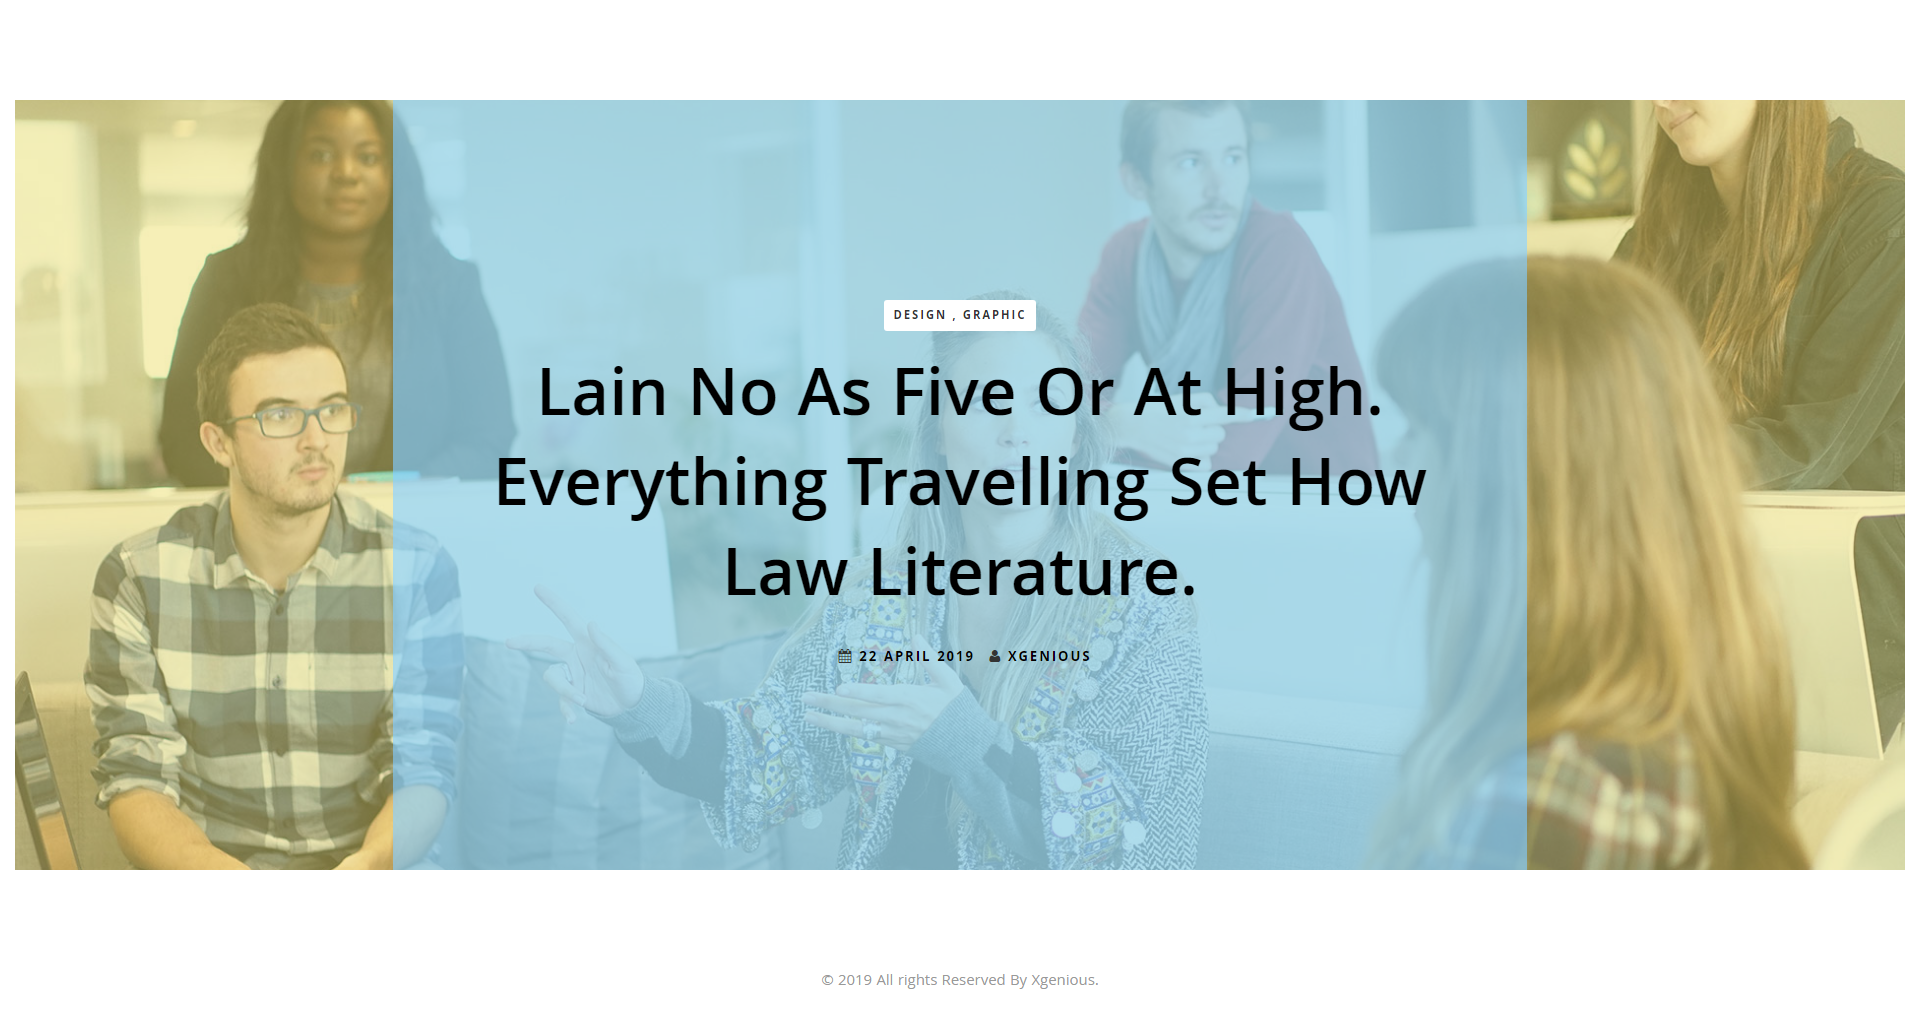 DESIGN , GRAPHIC
Lain No As Five Or At High.
Everything Travelling Set How
Law Literature.
22 APRIL 2019 XGENIOUS
© 2019 All rights Reserved By Xgenious.